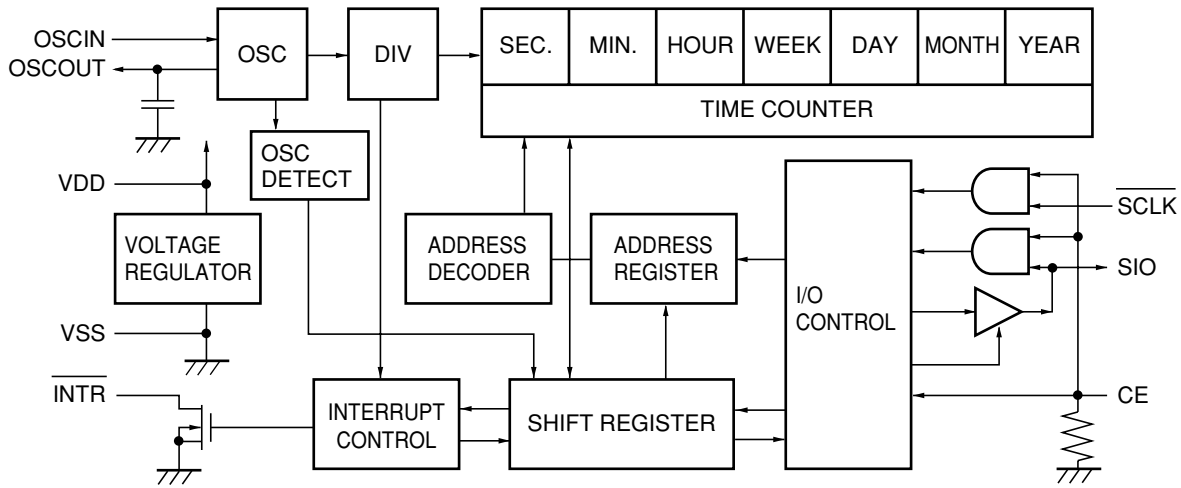 OSCIN
OSCOUT
OSC
DIV
SEC.
MIN.
HOUR
WEEK
DAY
MONTH
YEAR
TIME COUNTER
OSC
DETECT
VDD
VOLTAGE
REGULATOR
VSS
ADDRESS
DECODER
ADDRESS
REGISTER
I/O
CONTROL
SCLK
SIO
CE
INTR
INTERRUPT
CONTROL
SHIFT REGISTER